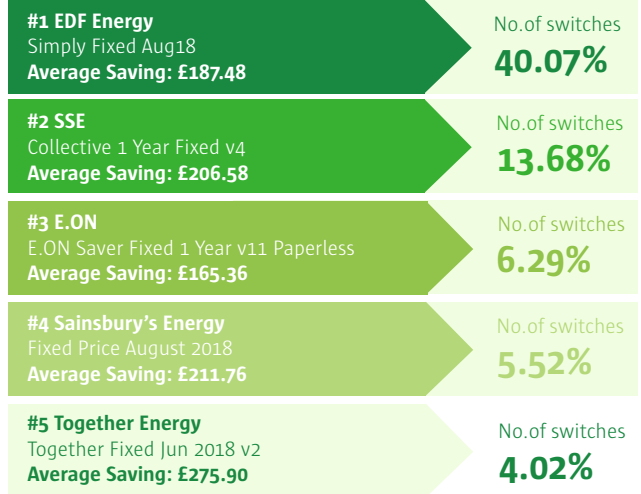 #1 EDF Energy
Simply Fixed Aug18
Average Saving: £187.48
No.of switches
40.07%
#2 SSE
Collective 1 Year Fixed v4
Average Saving: £206.58
No.of switches
13.68%
#3 E.ON
E.ON Saver Fixed 1 Year v11 Paperless
Average Saving: £165.36
No.of switches
6.29%
#4 Sainsbury's Energy
Fixed Price August 2018
Average Saving: £211.76
No.of switches
5.52%
#5 Together Energy
Together Fixed Jun 2018 v2
Average Saving: £275.90
No.of switches
4.02%